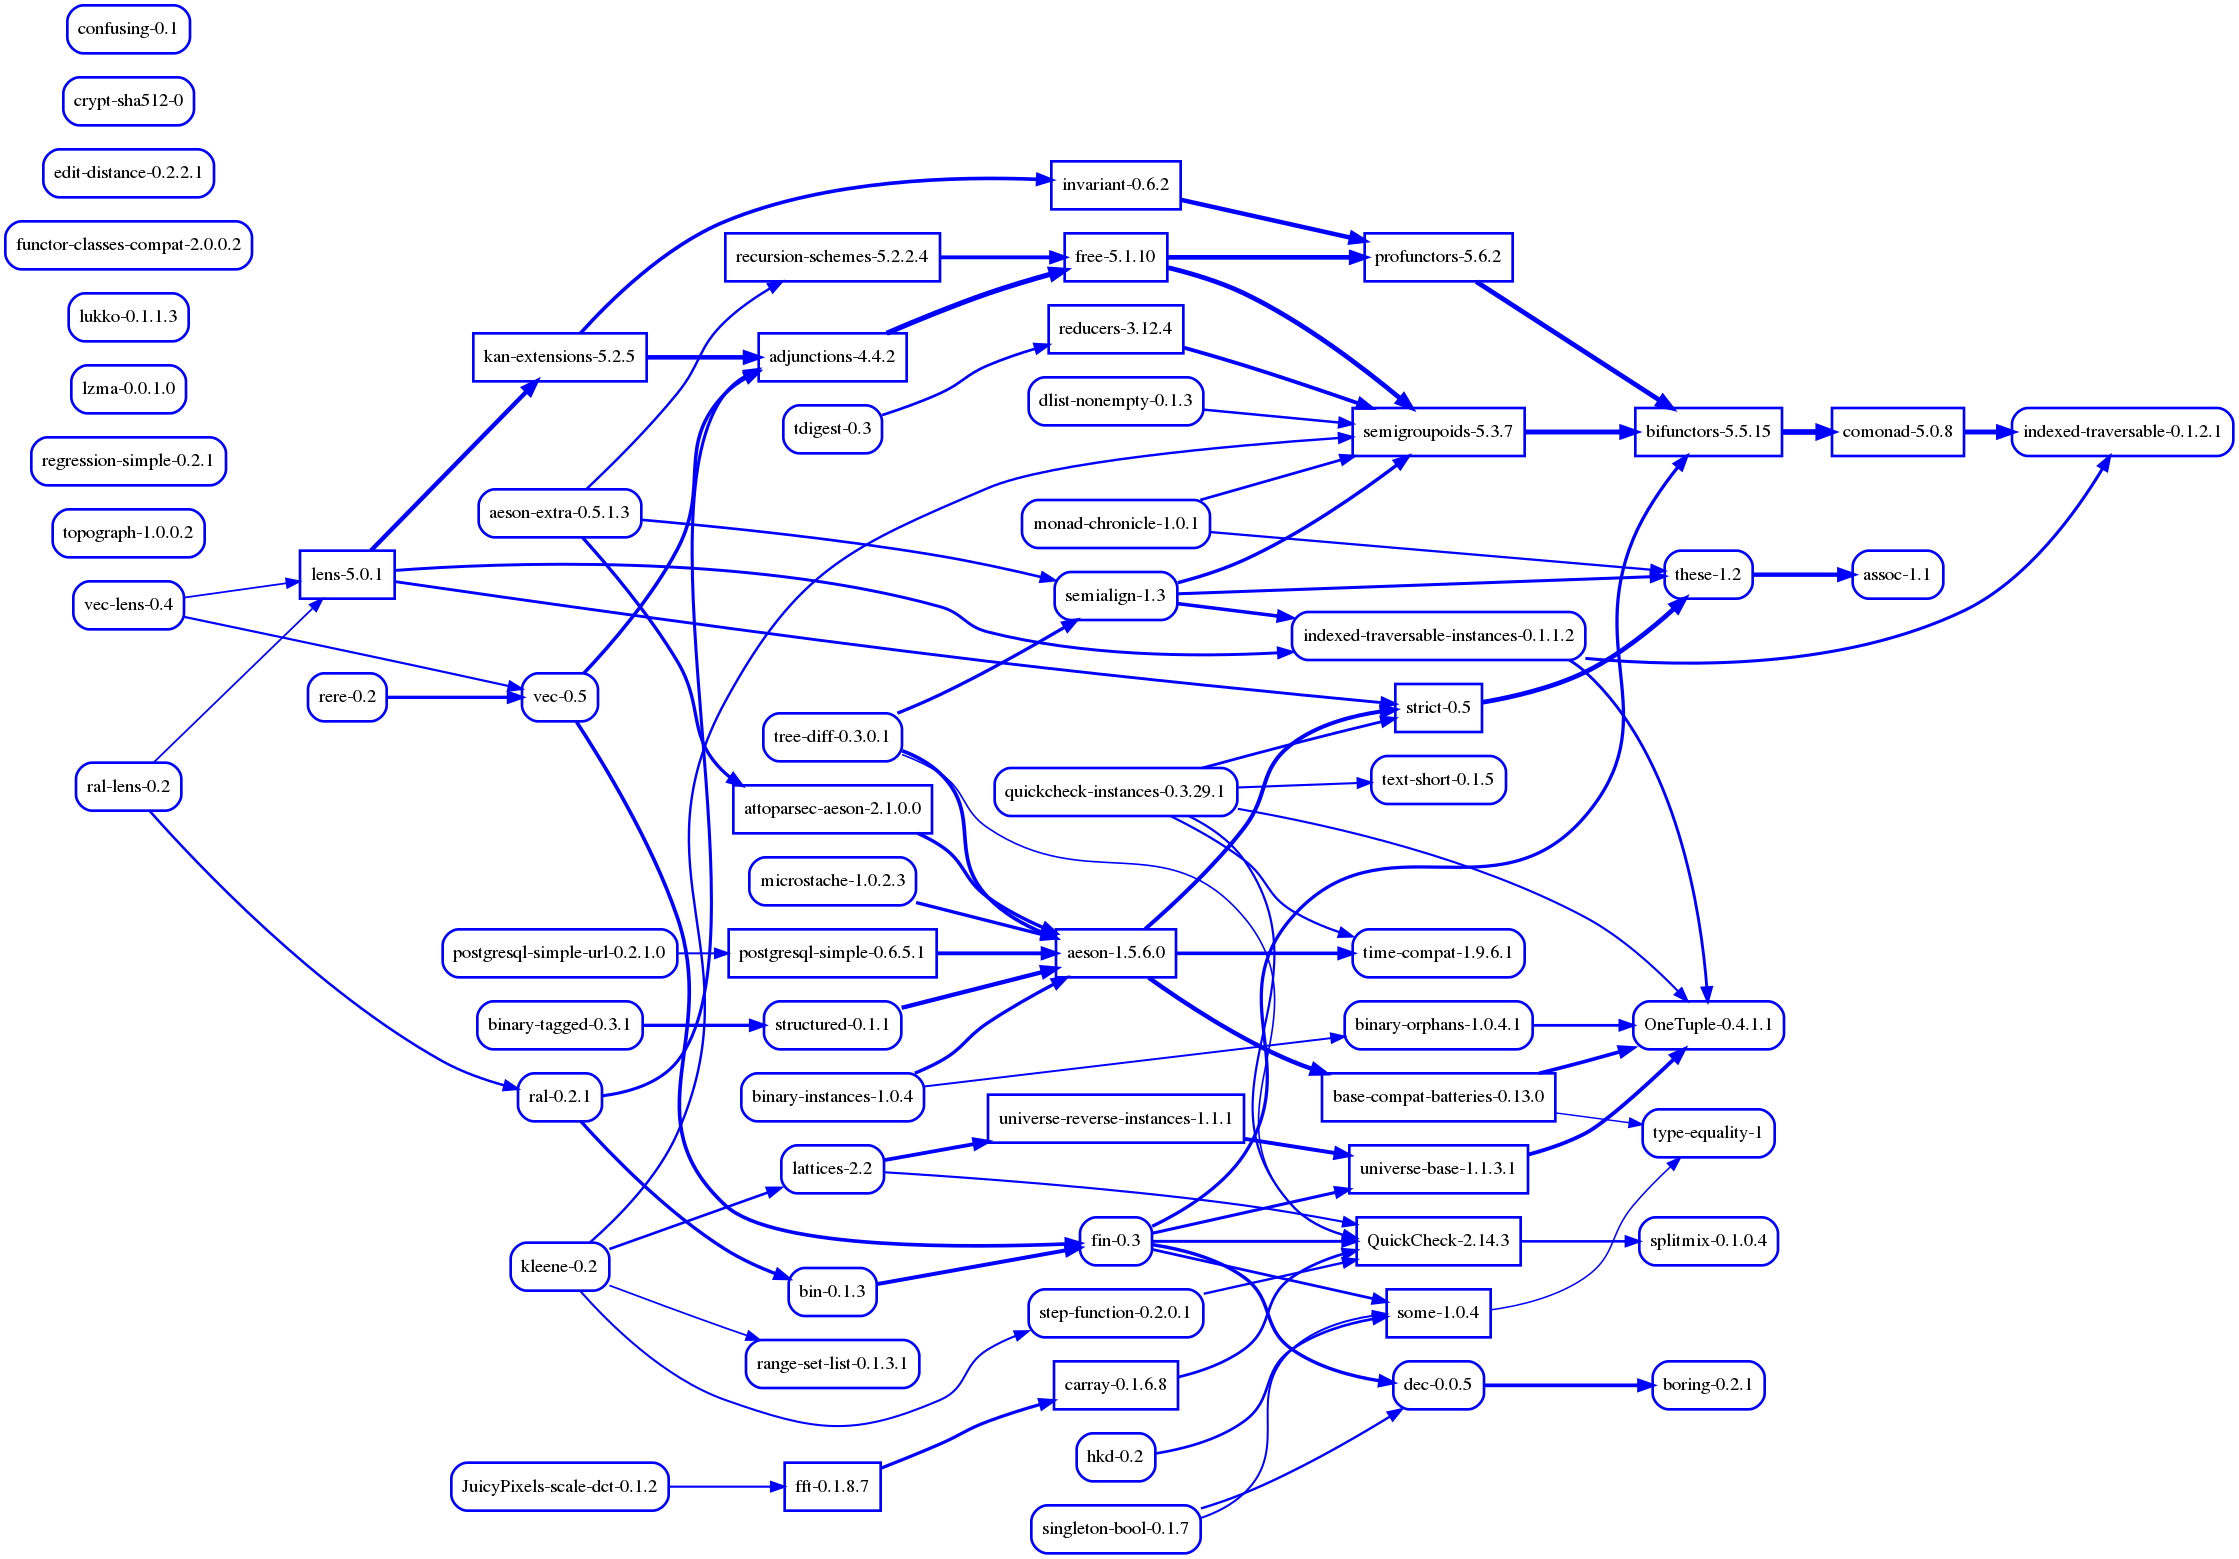 confusing-0.1
crypt-sha512-0
edit-distance-0.2.2.1
functor-classes-compat-2.0.0.2
lukko-0.1.1.3
lzma-0.0.1.0
regression-simple-0.2.1
topograph-1.0.0.2
vec-lens-0.4
ral-lens-0.2
lens-5.0.1
rere-0.2
kan-extensions-5.2.5
aeson-extra-0.5.1.3
vec-0.5
postgresql-simple-url-0.2.1.0
binary-tagged-0.3.1
ral-0.2.1
kleene-0.2
JuicyPixels-scale-dct-0.1.2
recursion-schemes-5.2.2.4
adjunctions-4.4.2
tdigest-0.3
tree-diff-0.3.0.1
attoparsec-aeson-2.1.0.0
microstache-1.0.2.3
postgresql-simple-0.6.5.1
structured-0.1.1
binary-instances-1.0.4
lattices-2.2
bin-0.1.3
range-set-list-0.1.3.1
fft-0.1.8.7
invariant-0.6.2
free-5.1.10
reducers-3.12.4
dlist-nonempty-0.1.3
monad-chronicle-1.0.1
semialign-1.3
quickcheck-instances-0.3.29.1
aeson-1.5.6.0
universe-reverse-instances-1.1.1
fin-0.3
step-function-0.2.0.1
carray-0.1.6.8
hkd-0.2
singleton-bool-0.1.7
profunctors-5.6.2
semigroupoids-5.3.7
indexed-traversable-instances-0.1.1.2
strict-0.5
text-short-0.1.5
time-compat-1.9.6.1
binary-orphans-1.0.4.1
base-compat-batteries-0.13.0
universe-base-1.1.3.1
QuickCheck-2.14.3
some-1.0.4
dec-0.0.5
bifunctors-5.5.15
these-1.2
OneTuple-0.4.1.1
type-equality-1
splitmix-0.1.0.4
boring-0.2.1
comonad-5.0.8
assoc-1.1
indexed-traversable-0.1.2.1